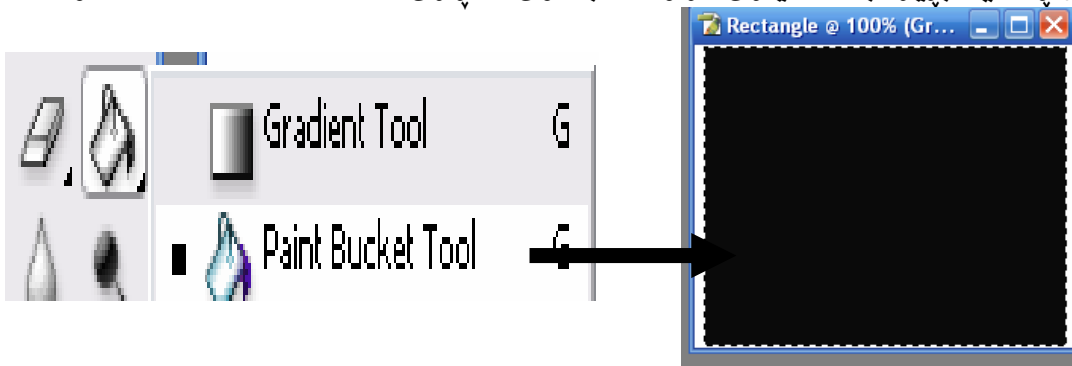 Rectangle @ 100% (Gr...
Gradient Tool G
Paint Bucket Tool G